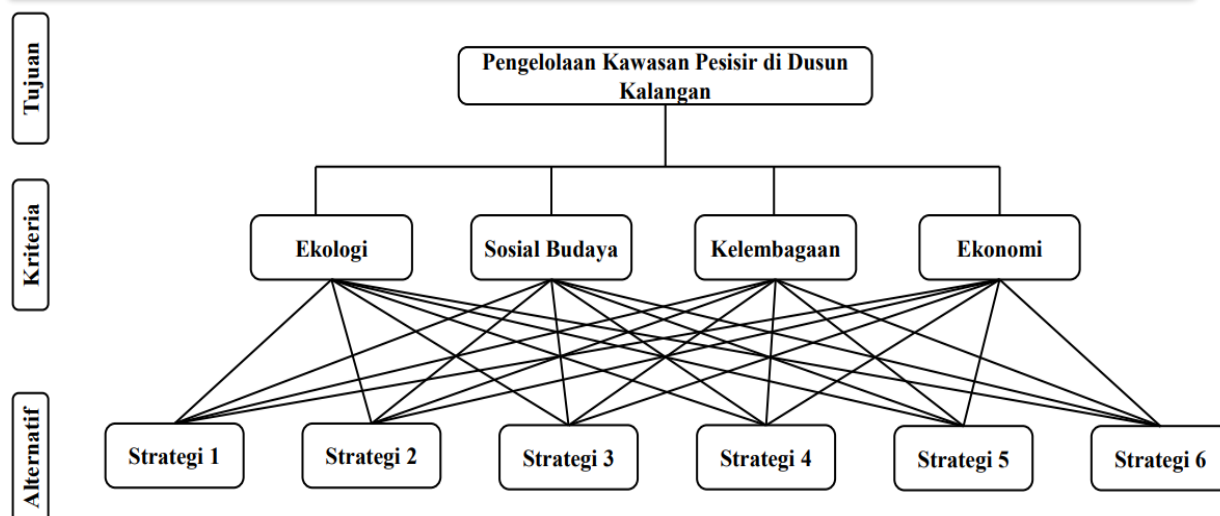 Tujuan
Pengelolaan Kawasan Pesisir di Dusun
Kalangan
Kriteria
Ekologi
Sosial Budaya
Kelembagaan
Ekonomi
Alternatif
Strategi 1
Strategi 2
Strategi 3
Strategi 4
Strategi 5
Strategi 6